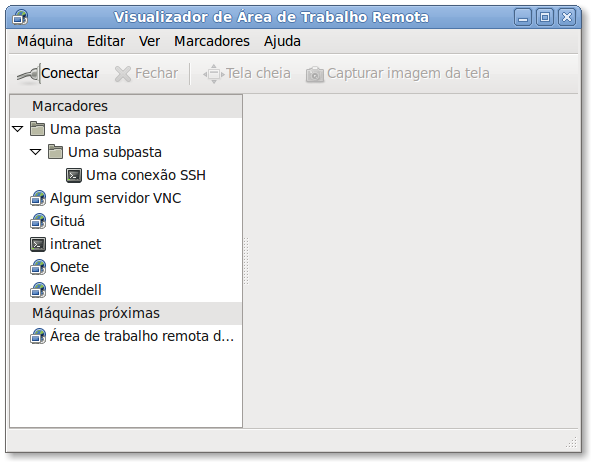 Visualizador de Área de Trabalho Remota
Máquina Editar Ver Marcadores Ajuda
Conectar Fechar Tela cheia Capturar imagem da tela
Marcadores
Uma pasta
Uma subpasta
Uma conexão SSH
Algum servidor VNC
Gituá
intranet
Onete
Wendell
Máquinas próximas
Área de trabalho remota d...